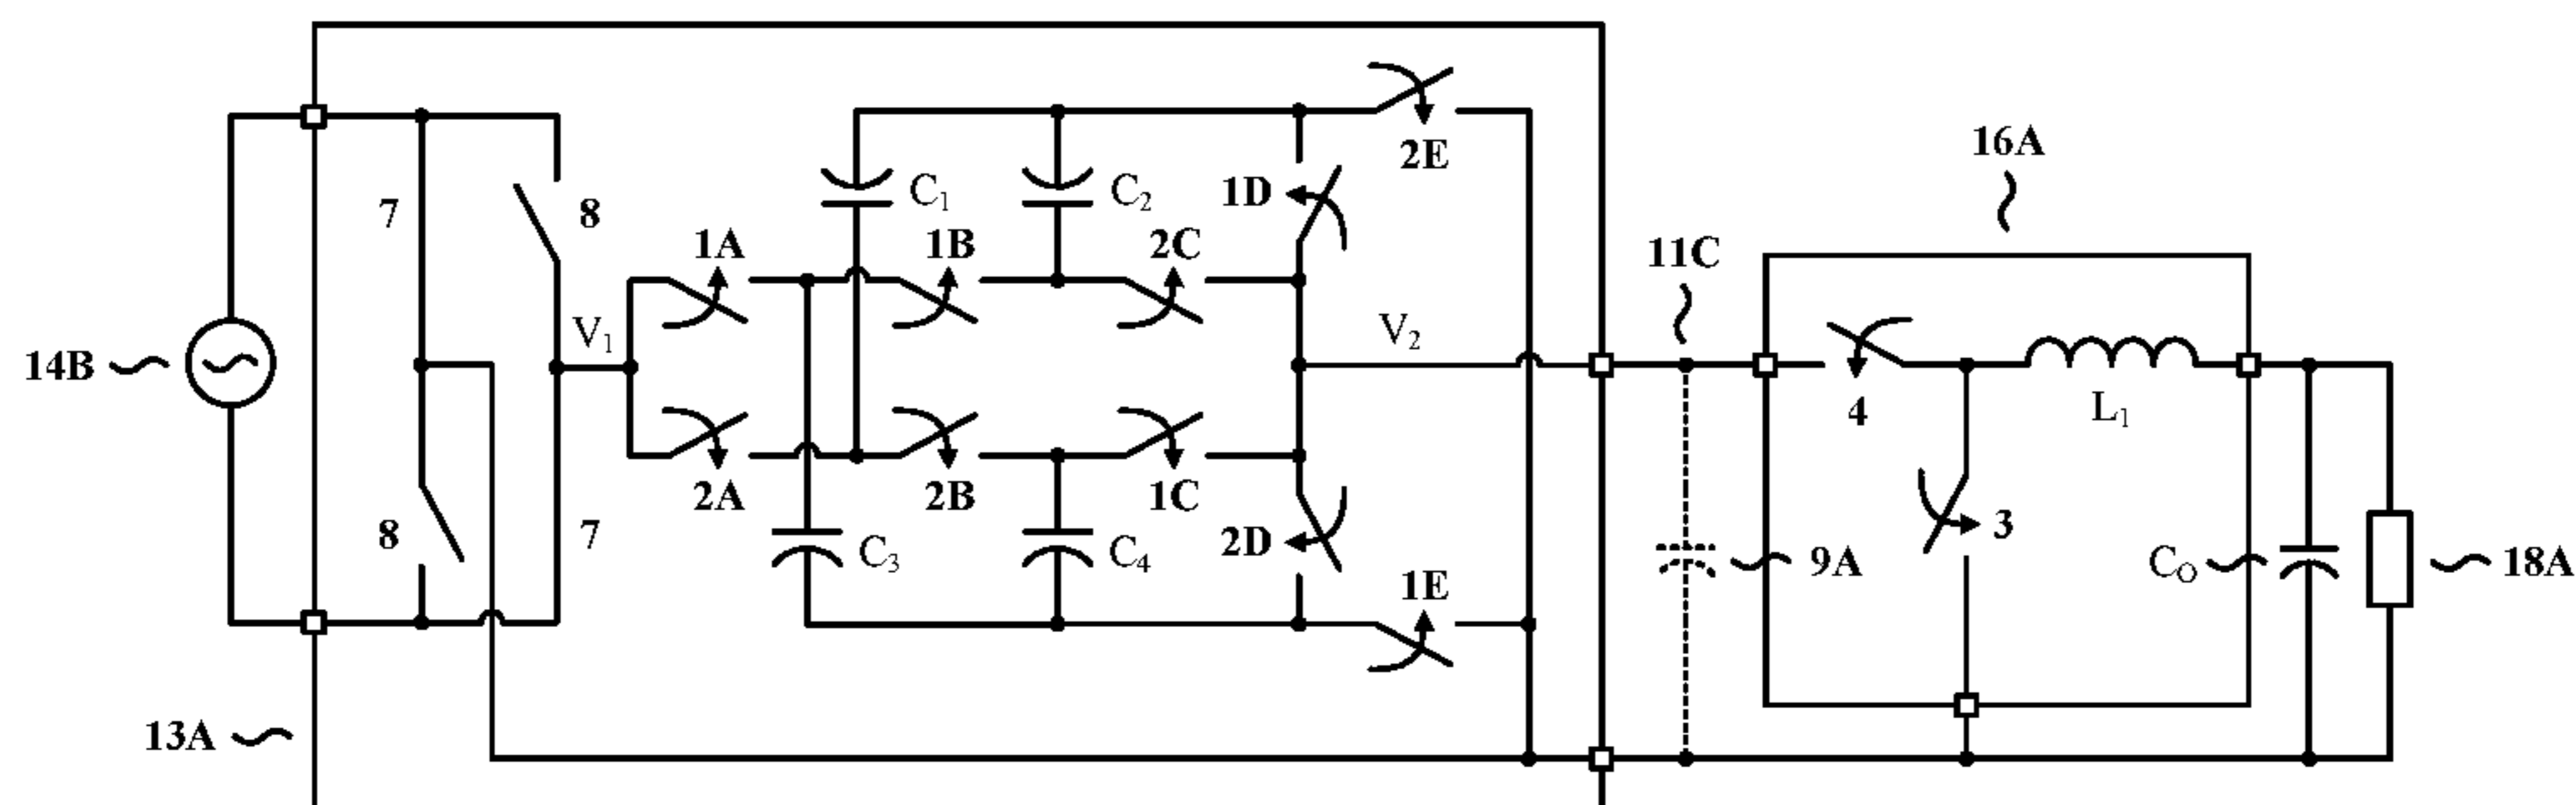 2E
16A
7
8
C₁
C₂
1D
1A
1B
2C
11C
V₁
V₂
14B
4
L₁
2A
2B
1C
3
8
7
C₃
C₄
2D
9A
C_O
18A
1E
13A